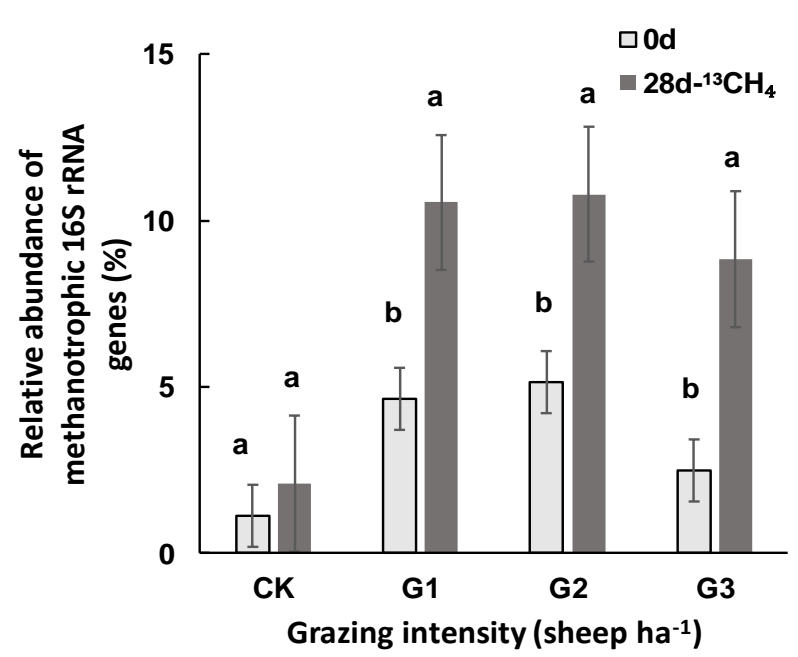 0d
28d-¹³CH₄
15
10
5
0
Relative abundance of
methanotrophic 16S rRNA
genes (%)
a
a
b
a
b
a
b
a
CK
G1
G2
G3
Grazing intensity (sheep ha⁻¹)